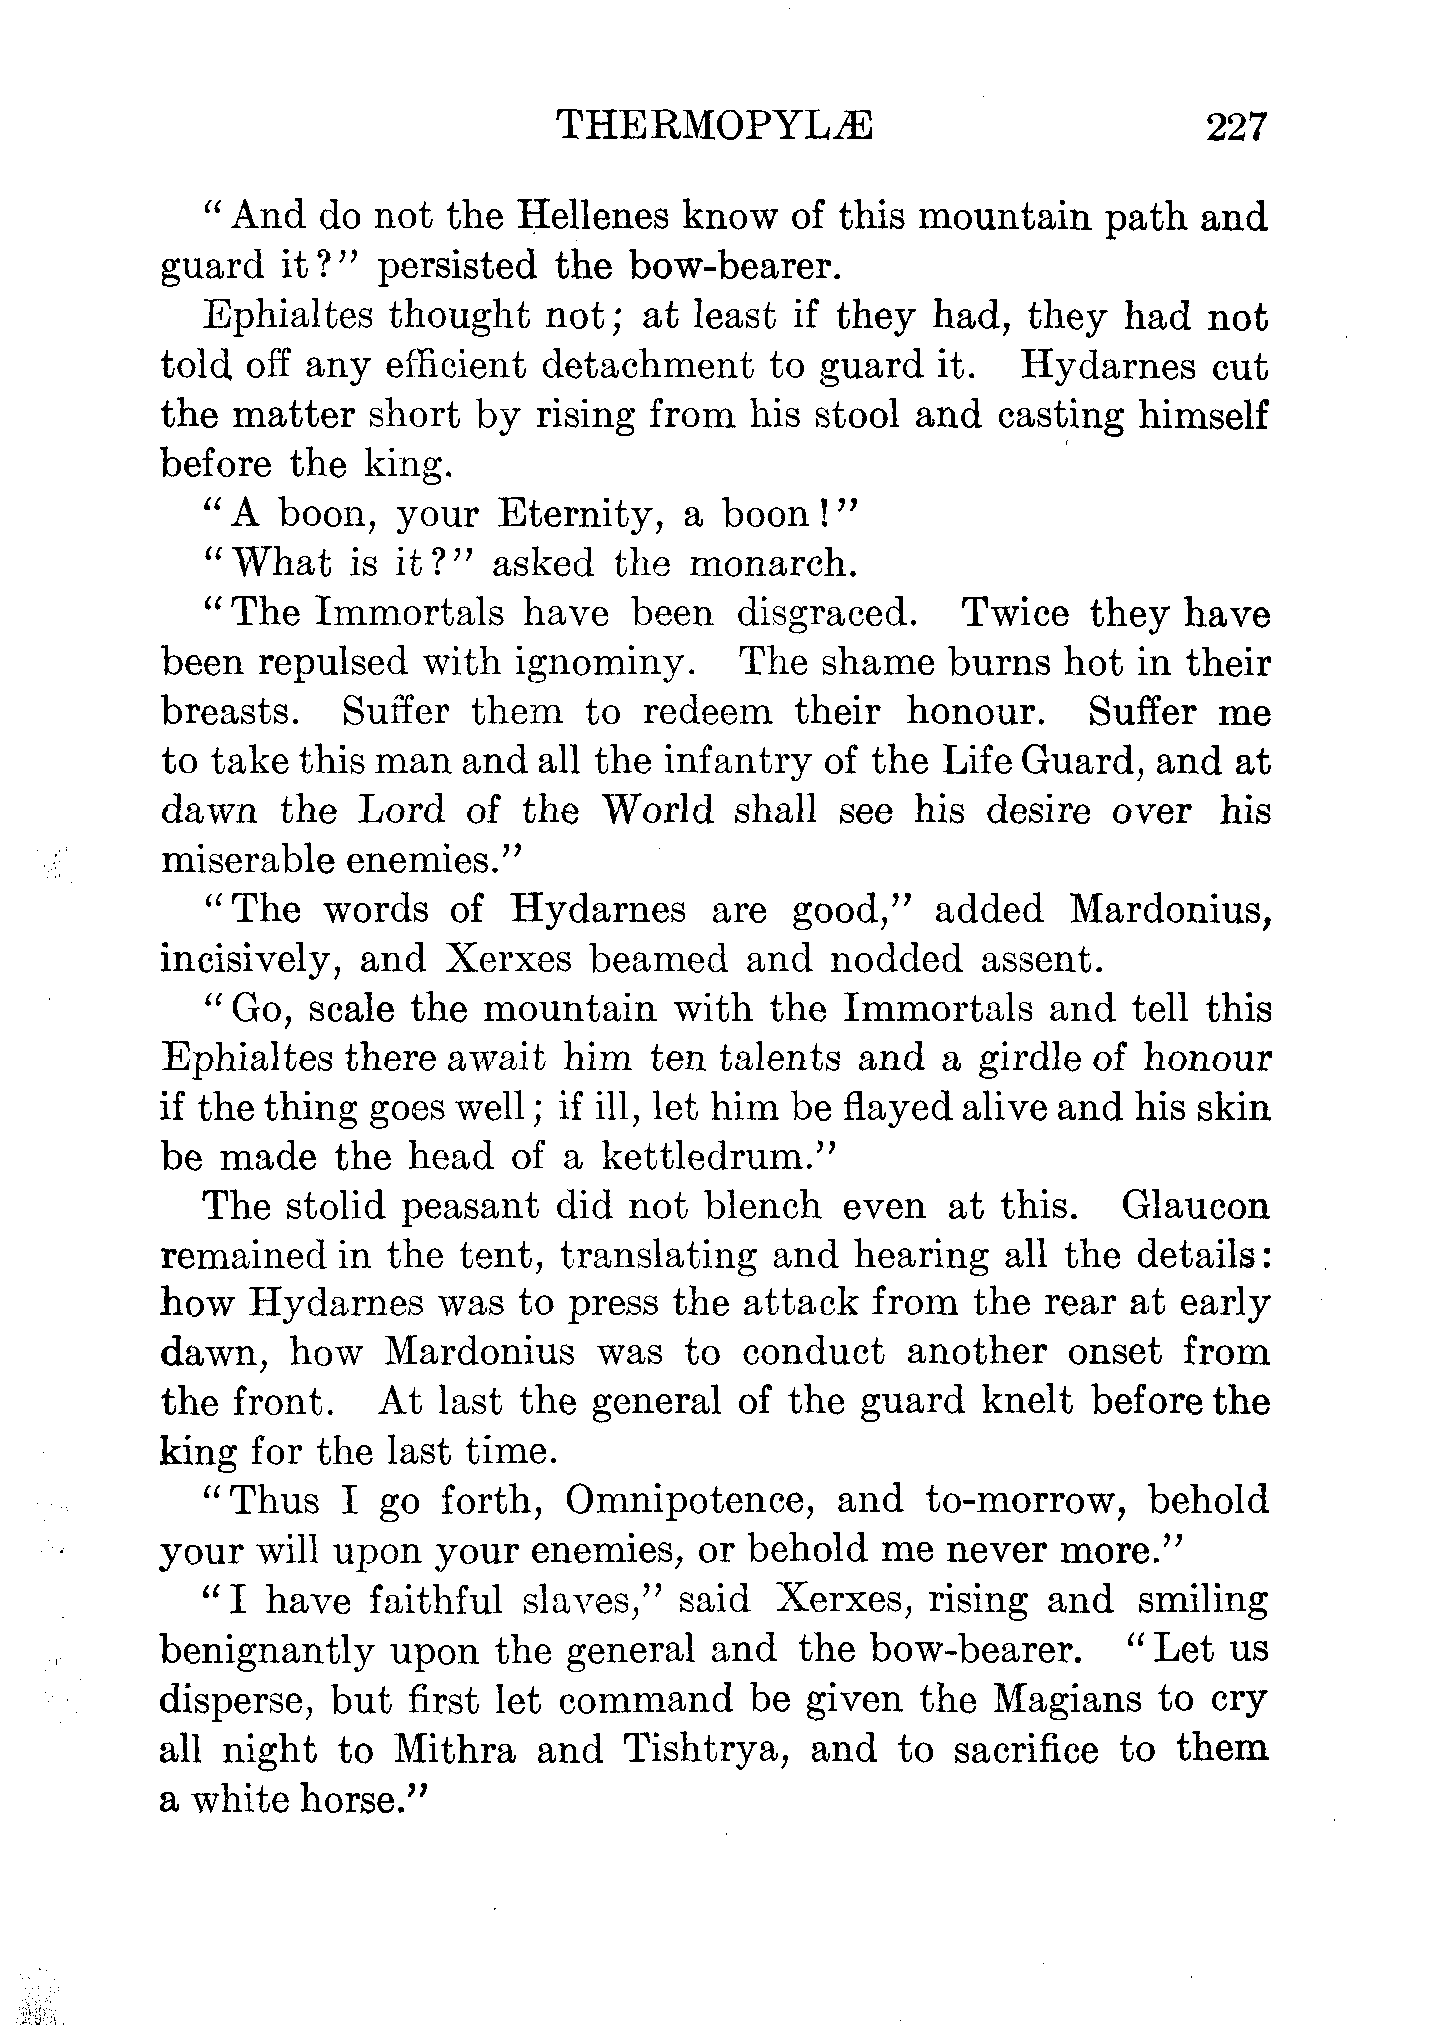 THERMOPYLÆ 227
“And do not the Hellenes know of this mountain path and
guard it?” persisted the bow-bearer.
Ephialtes thought not; at least if they had, they had not
told off any efficient detachment to guard it. Hydarnes cut
the matter short by rising from his stool and casting himself
before the king.
“A boon, your Eternity, a boon!”
“What is it?” asked the monarch.
“The Immortals have been disgraced. Twice they have
been repulsed with ignominy. The shame burns hot in their
breasts. Suffer them to redeem their honour. Suffer me
to take this man and all the infantry of the Life Guard, and at
dawn the Lord of the World shall see his desire over his
miserable enemies.”
“The words of Hydarnes are good,” added Mardonius,
incisively, and Xerxes beamed and nodded assent.
“Go, scale the mountain with the Immortals and tell this
Ephialtes there await him ten talents and a girdle of honour
if the thing goes well; if ill, let him be flayed alive and his skin
be made the head of a kettledrum.”
The stolid peasant did not blench even at this. Glaucon
remained in the tent, translating and hearing all the details:
how Hydarnes was to press the attack from the rear at early
dawn, how Mardonius was to conduct another onset from
the front. At last the general of the guard knelt before the
king for the last time.
“Thus I go forth, Omnipotence, and to-morrow, behold
your will upon your enemies, or behold me never more.”
“I have faithful slaves,” said Xerxes, rising and smiling
benignantly upon the general and the bow-bearer. “Let us
disperse, but first let command be given the Magians to cry
all night to Mithra and Tishtrya, and to sacrifice to them
a white horse.”